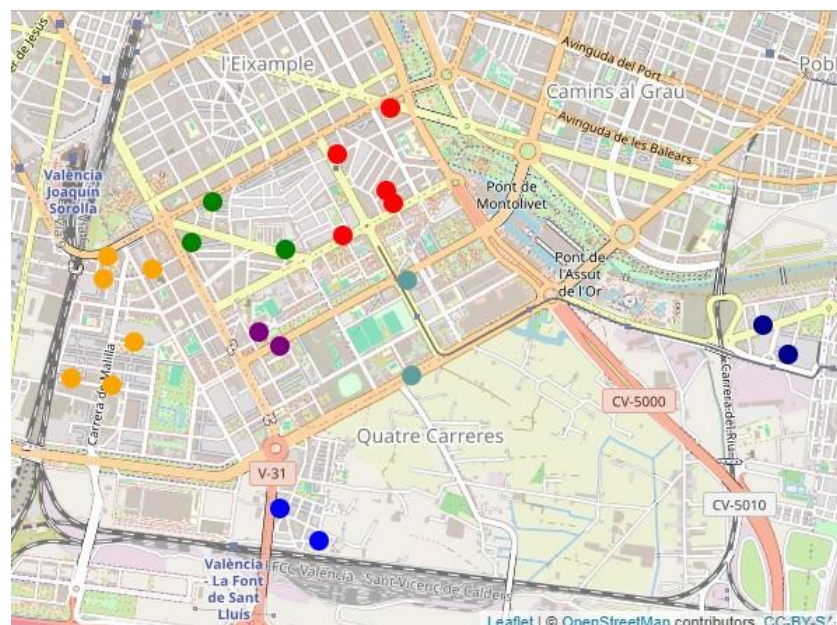 l'Eixample
Avinguda del Port
Camins al Grau
Avinguda de les Balears
València
Joaquín
Sorolla
Pont de
Montolivet
Pont de
l'Assut
de l'Or
Carrera de Malilla
CV-5000
Carrera del Riu
Quatre Carreres
V-31
CV-5010
València
- La Font
de Sant
Lluís
FCC València - Sant Vicenç de Calders
Leaflet | © OpenStreetMap contributors, CC-BY-S